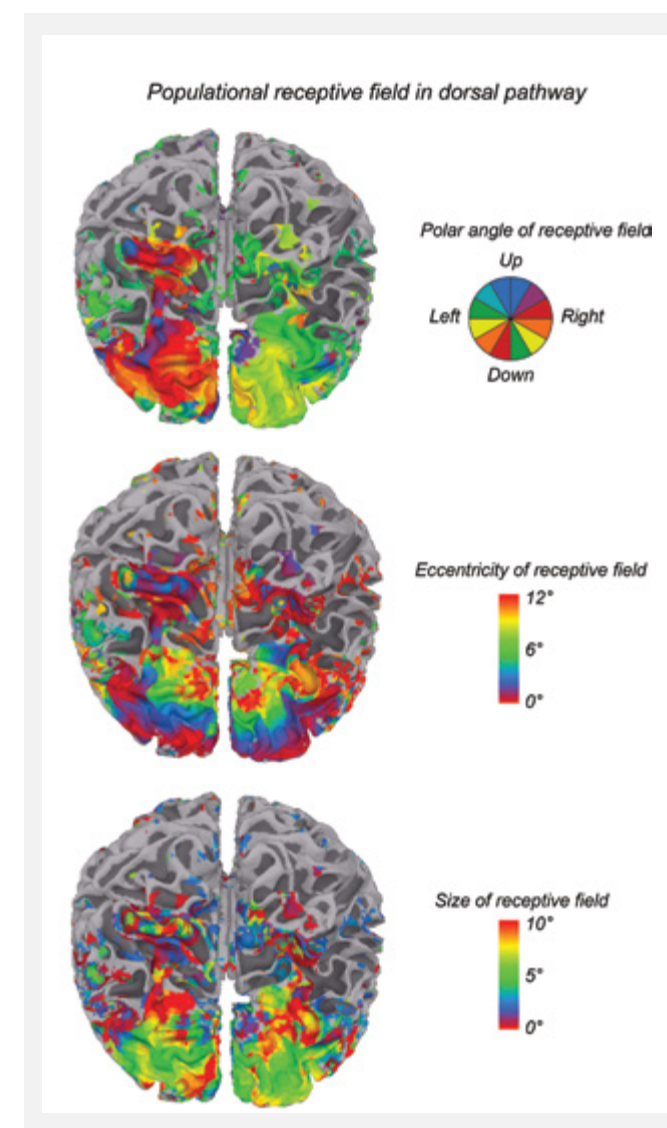 Populational receptive field in dorsal pathway
Polar angle of receptive field
Up
Left
Right
Down
Eccentricity of receptive field
12°
6°
0°
Size of receptive field
10°
5°
0°